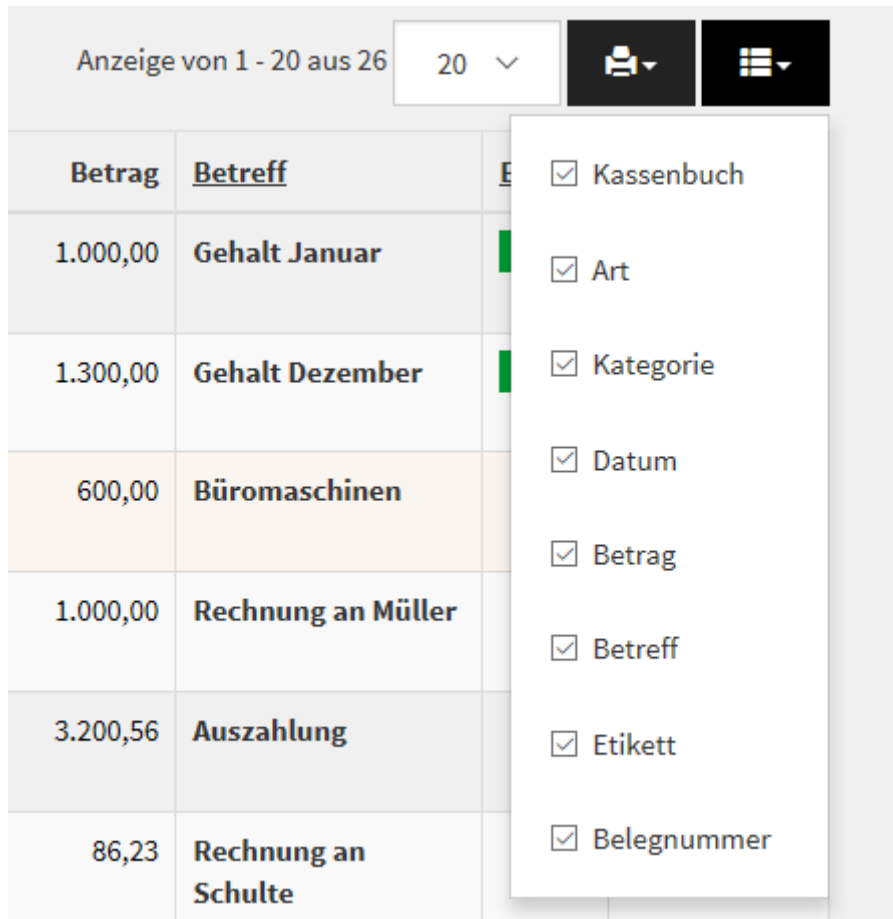 Anzeige von 1 - 20 aus 26 20
Betrag Betreff
Kassenbuch
Art
Kategorie
Datum
Betrag
Betreff
Etikett
Belegnummer
1.000,00 Gehalt Januar
1.300,00 Gehalt Dezember
600,00 Büromaschinen
1.000,00 Rechnung an Müller
3.200,56 Auszahlung
86,23 Rechnung an
Schulte